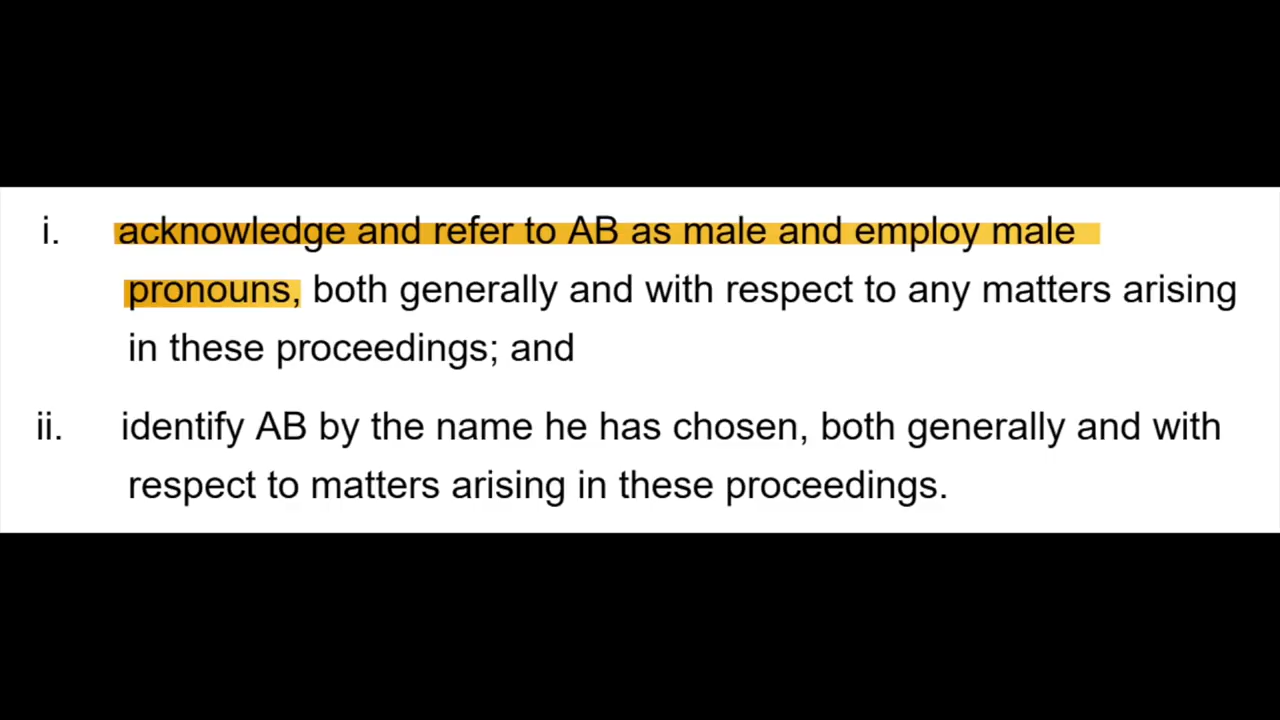 i. acknowledge and refer to AB as male and employ male
pronouns, both generally and with respect to any matters arising
in these proceedings; and
ii. identify AB by the name he has chosen, both generally and with
respect to matters arising in these proceedings.